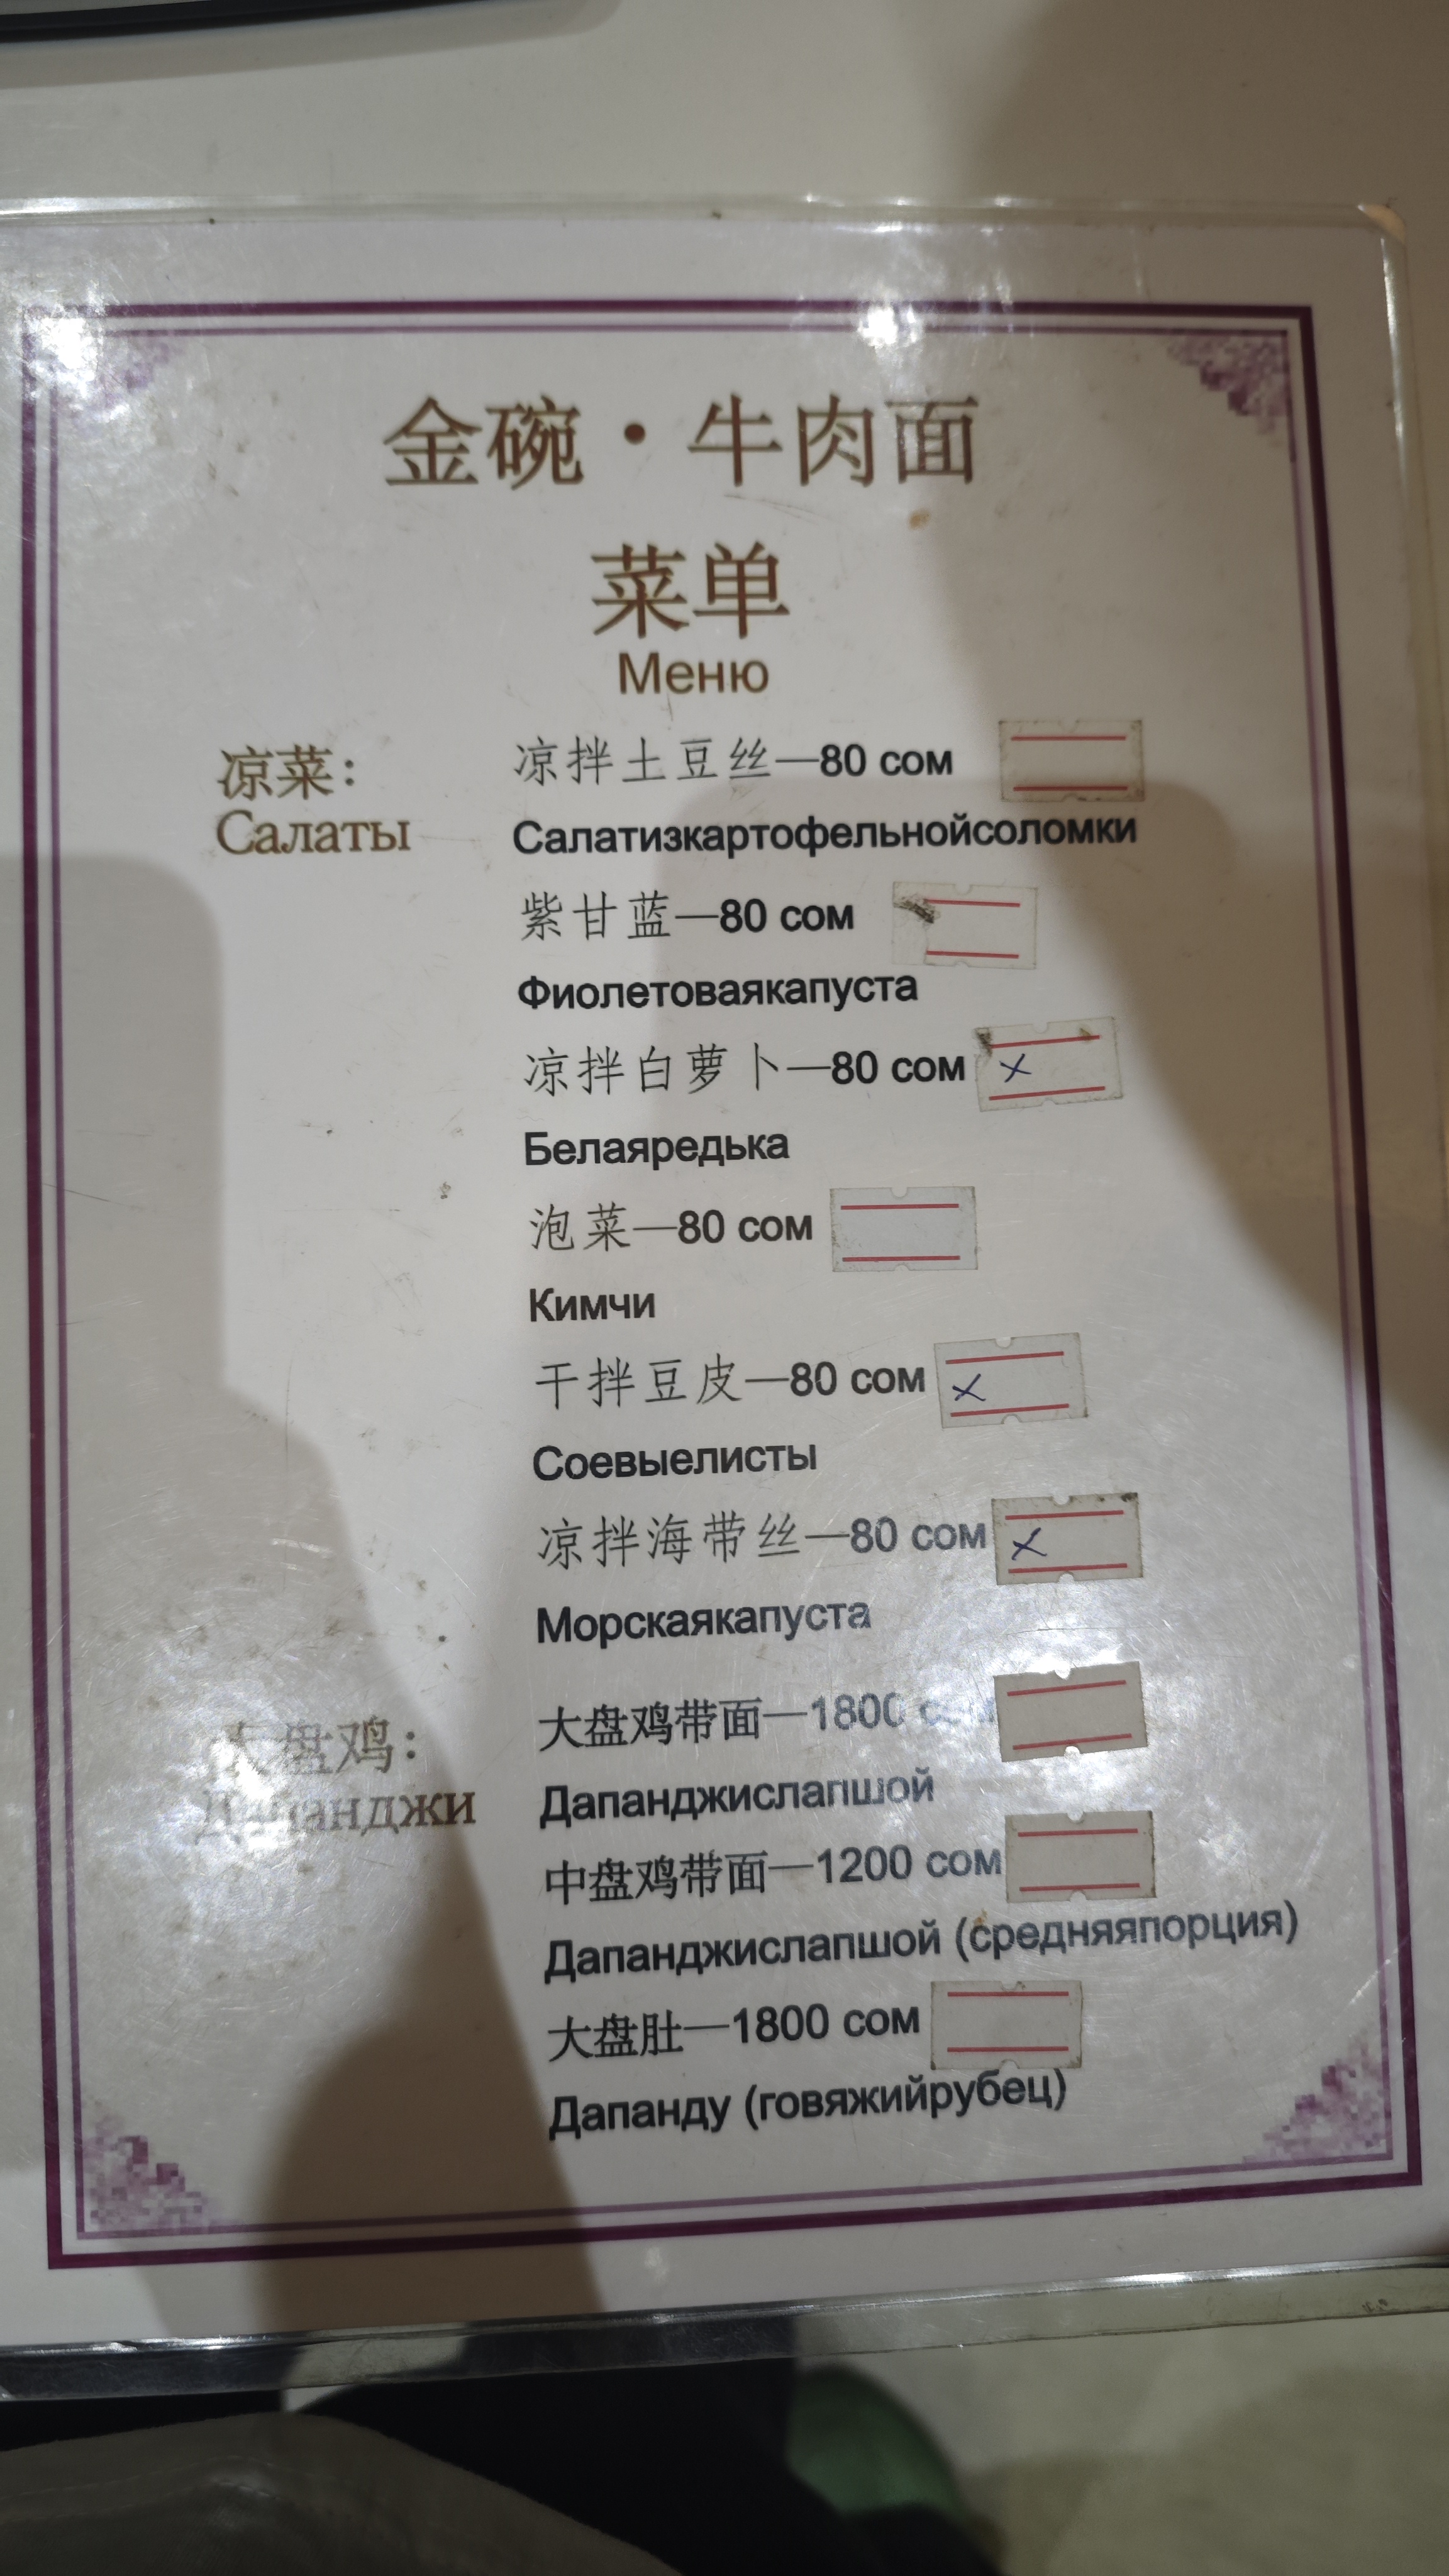 金碗·牛肉面
菜单
Меню
凉菜：
Салаты
凉拌土豆丝—80 сом
Салатизкартофельнойсоломки
紫甘蓝—80 сом
Фиолетоваякапуста
凉拌白萝卜—80 сом ×
Белаяредька
泡菜—80 сом
Кимчи
干拌豆皮—80 сом ×
Соевыелисты
凉拌海带丝—80 сом ×
Морскаякапуста
大盘鸡：
Дапанджи
大盘鸡带面—1800 сом
Дапанджислапшой
中盘鸡带面—1200 сом
Дапанджислапшой (средняяпорция)
大盘肚—1800 сом
Дапанду (говяжийрубец)